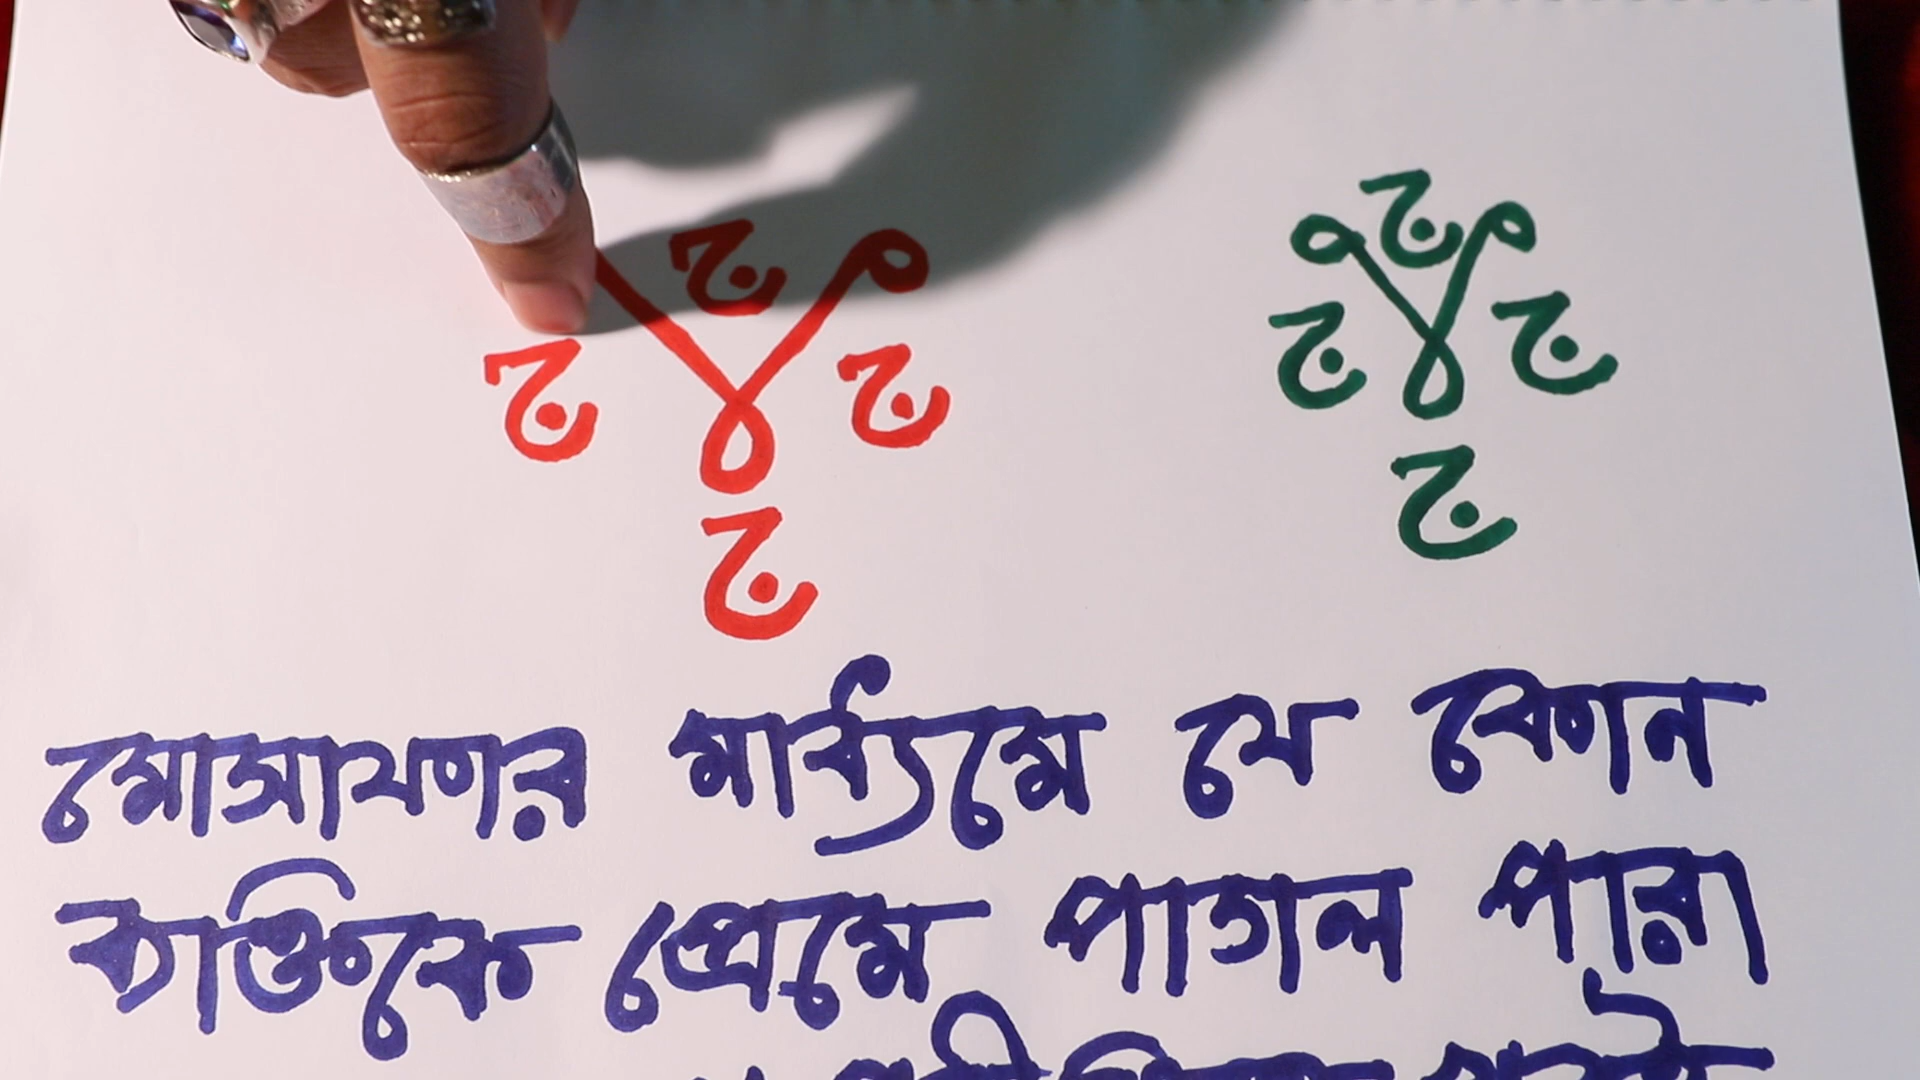 ج ج
ج ج ج ج
ج ج
মোসাফার মাধ্যমে যে কোন
ব্যক্তিকে প্রেমে পাগল